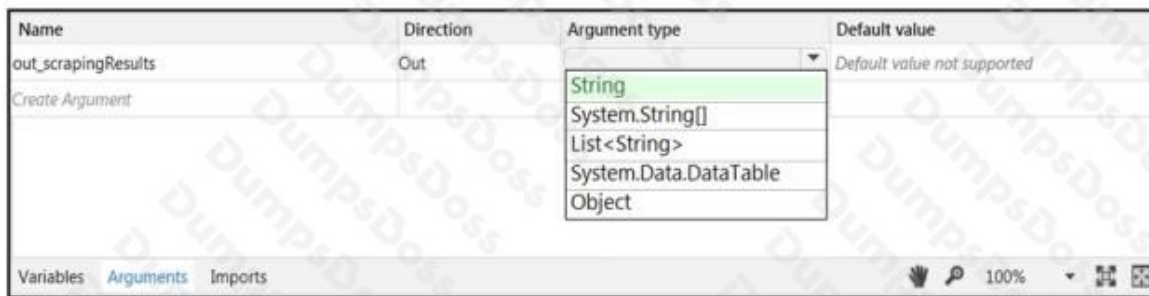 Name Direction Argument type Default value
out_scrapingResults Out Default value not supported
Create Argument
String
System.String[]
List<String>
System.Data.DataTable
Object
Variables Arguments Imports 100%
DumpsDoss